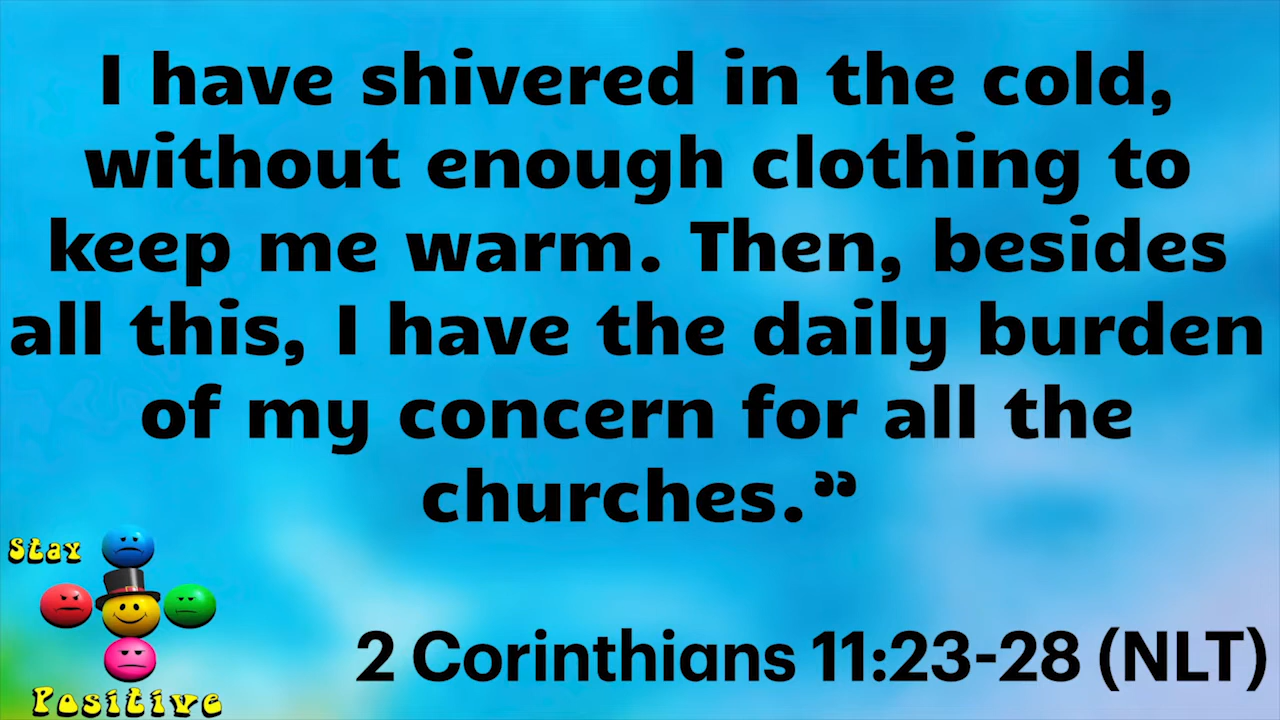 I have shivered in the cold,
without enough clothing to
keep me warm. Then, besides
all this, I have the daily burden
of my concern for all the
churches.”
Stay
Positive
2 Corinthians 11:23-28 (NLT)